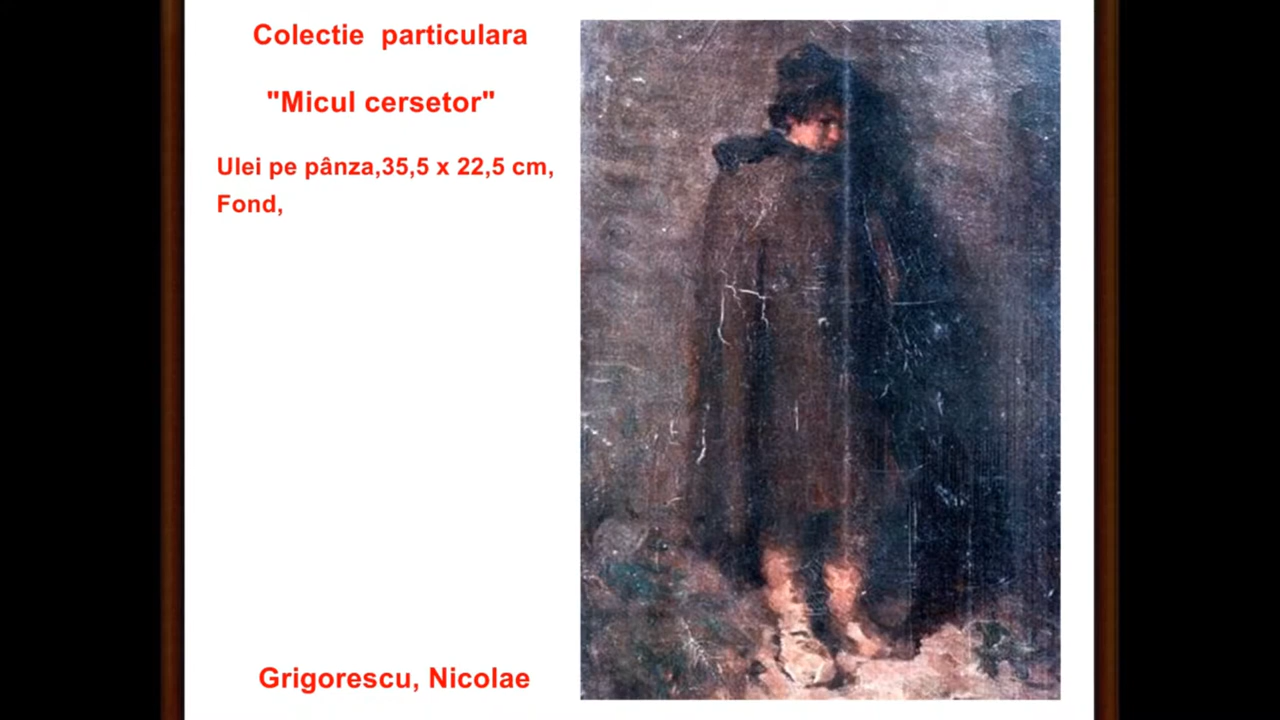 Colectie particulara
"Micul cersetor"
Ulei pe pânza,35,5 x 22,5 cm,
Fond,
Grigorescu, Nicolae